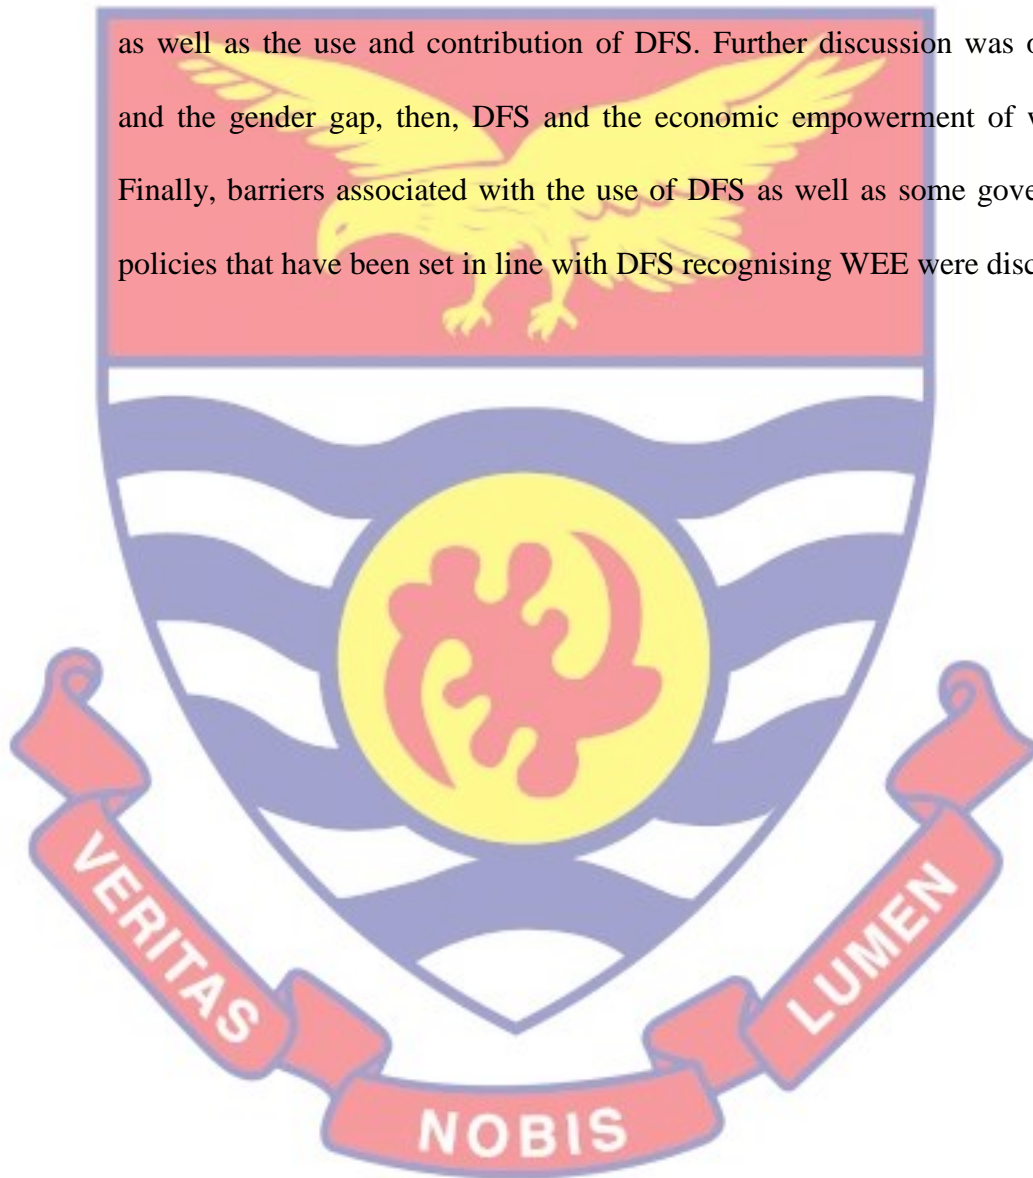 as well as the use and contribution of DFS. Further discussion was o
and the gender gap, then, DFS and the economic empowerment of
Finally, barriers associated with the use of DFS as well as some gove
policies that have been set in line with DFS recognising WEE were disc
VERITAS
NOBIS
LUMEN